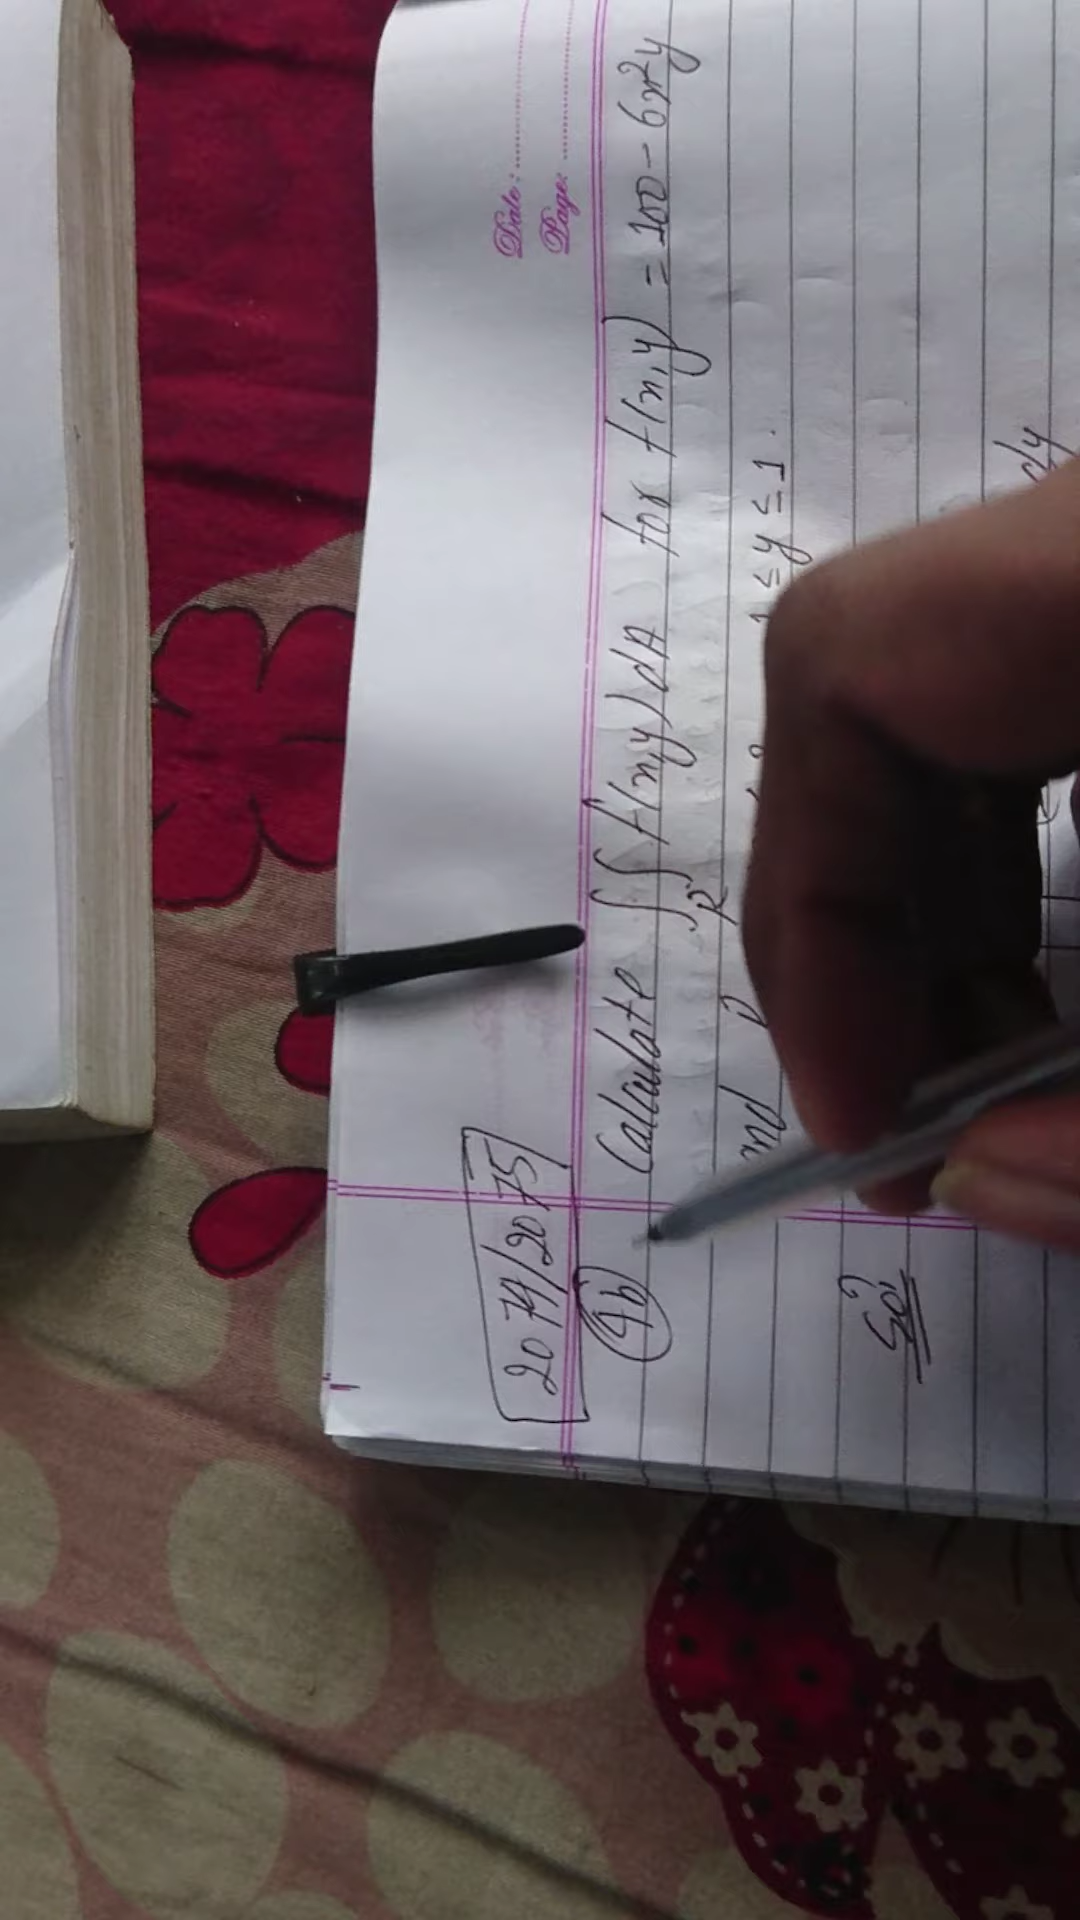 Date:
Page:
2074/2075
4b Calculate ∬ f(x,y) dA for f(x,y) = 100 - 6x²y
R
and R ≤ y ≤ 1.
Sol
dy